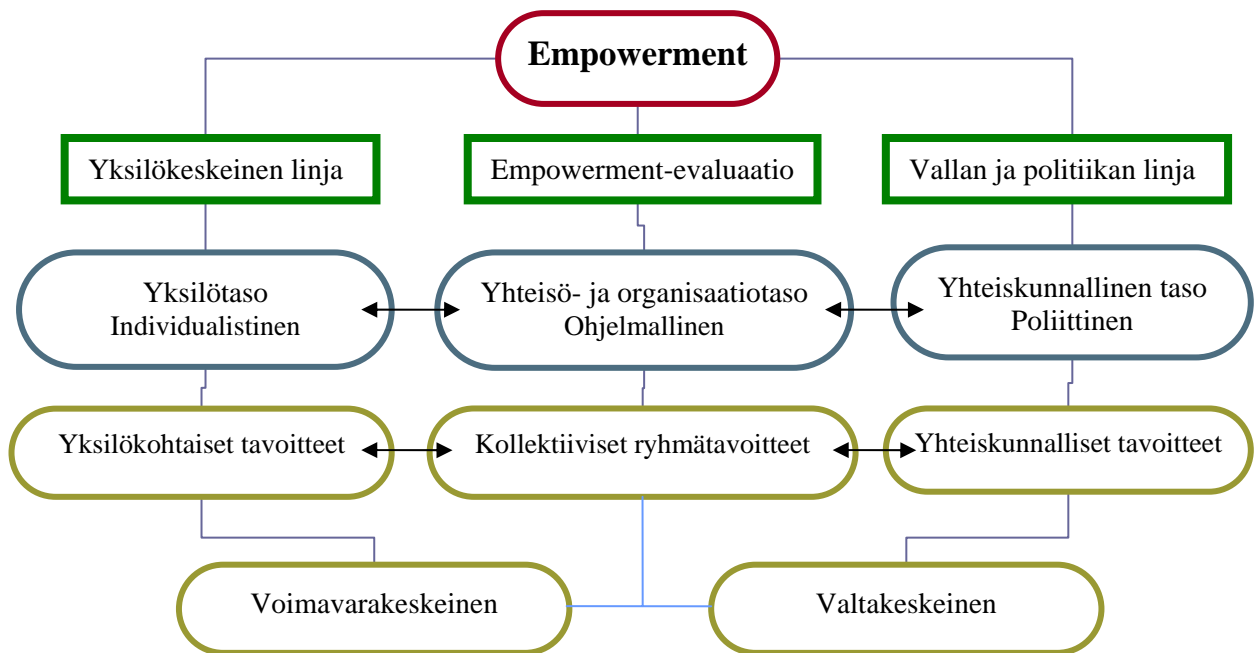 Empowerment
Yksilökeskeinen linja
Empowerment-evaluaatio
Vallan ja politiikan linja
Yksilötaso
Individualistinen
Yhteisö- ja organisaatiotaso
Ohjelmallinen
Yhteiskunnallinen taso
Poliittinen
Yksilökohtaiset tavoitteet
Kollektiiviset ryhmätavoitteet
Yhteiskunnalliset tavoitteet
Voimavarakeskeinen
Valtakeskeinen